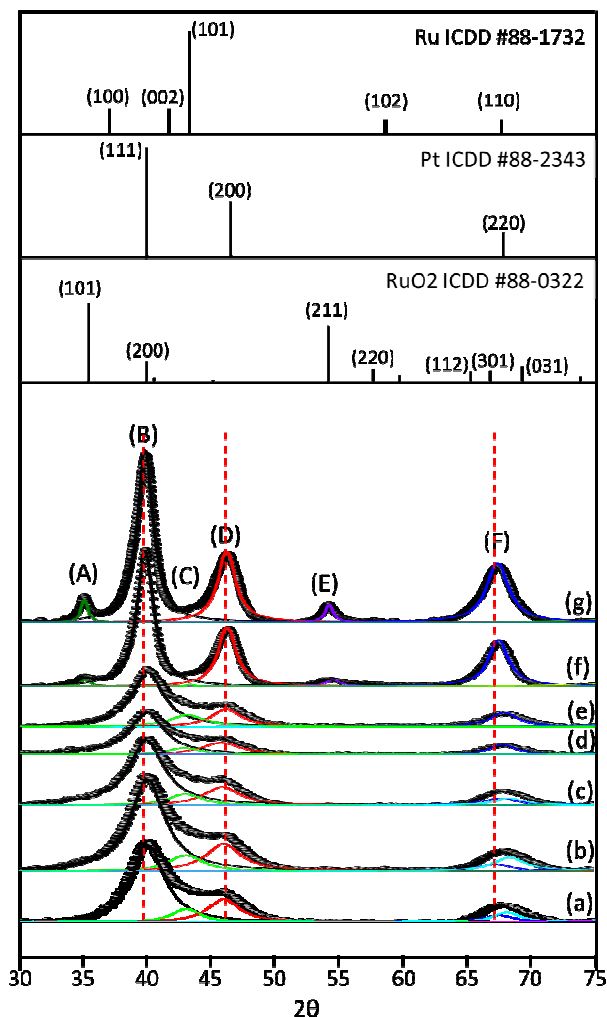 Ru ICDD #88-1732
(101)
(100) (002) (102) (110)
Pt ICDD #88-2343
(111)
(200)
(220)
RuO2 ICDD #88-0322
(101)
(211)
(200)
(220) (112) (301) (031)
(B)
(D)
(F)
(A) (C) (E)
(g)
(f)
(e)
(d)
(c)
(b)
(a)
30 35 40 45 50 55 60 65 70 75
2θ